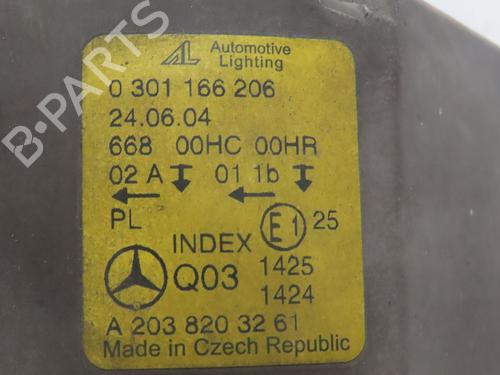 AL Automotive
Lighting
0 301 166 206
24.06.04
668 00HC 00HR
02 A 01 1b
PL E1 25
INDEX
Q03 1425
1424
A 203 820 32 61
Made in Czech Republic
B-PARTS